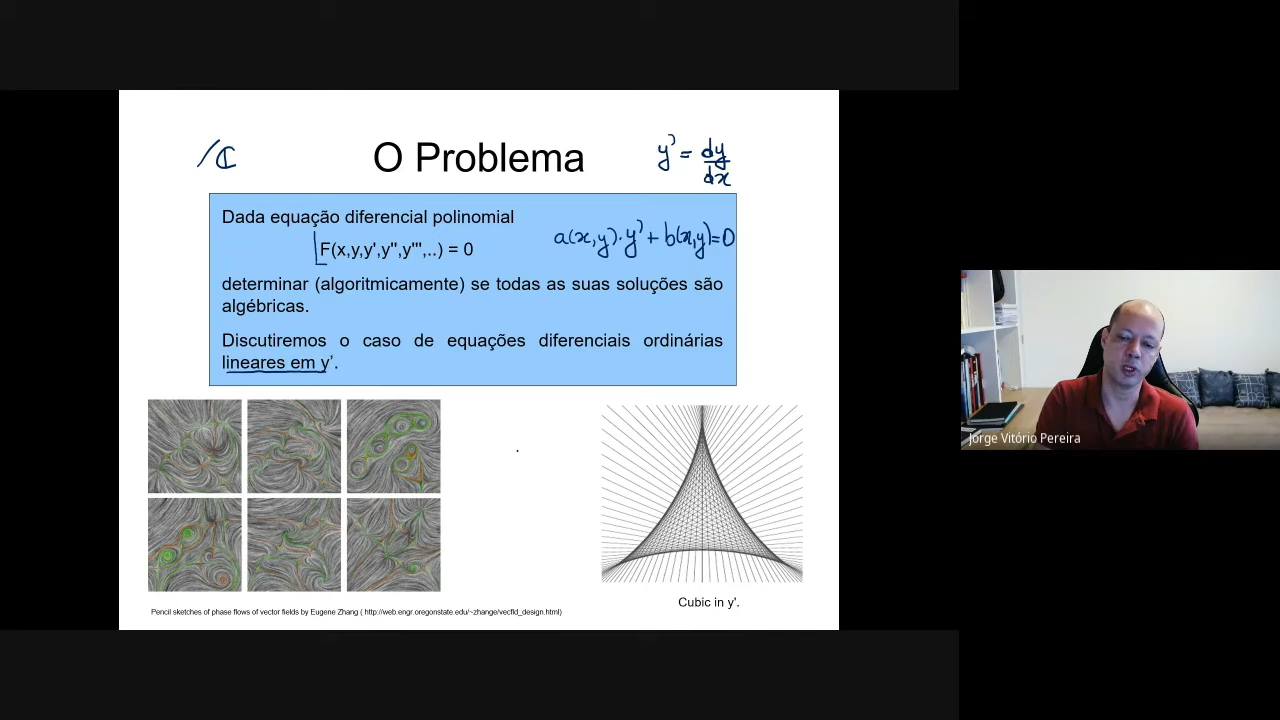 /ℂ
O Problema
y' = dy/dx
Dada equação diferencial polinomial
F(x,y,y',y'',y''',..) = 0
a(x,y)·y' + b(x,y)=0
determinar (algoritmicamente) se todas as suas soluções são
algébricas.
Discutiremos o caso de equações diferenciais ordinárias
lineares em y'.
Jorge Vitório Pereira
Cubic in y'.
Pencil sketches of phase flows of vector fields by Eugene Zhang ( http://web.engr.oregonstate.edu/~zhange/vecfld_design.html)